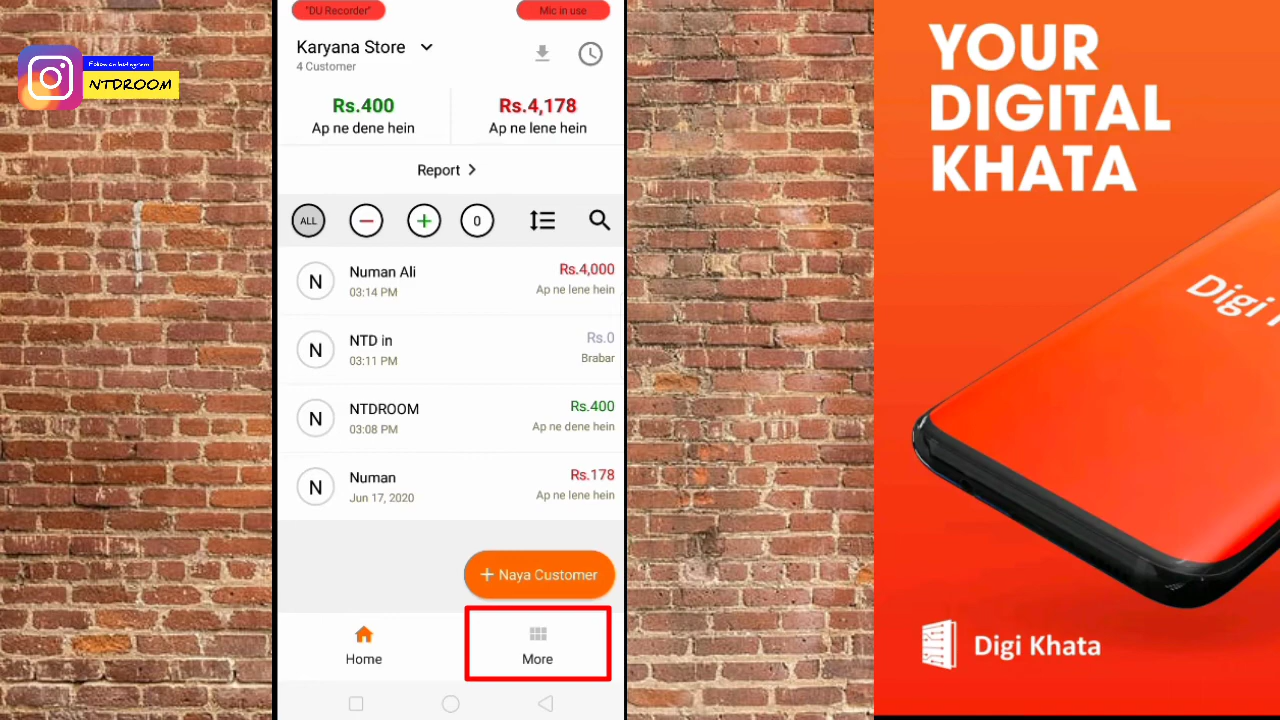 "DU Recorder"
Mic in use
Follow on Instagram
NTDROOM
Karyana Store
4 Customer
Rs.400
Ap ne dene hein
Rs.4,178
Ap ne lene hein
Report
ALL
0
N
Numan Ali
03:14 PM
Rs.4,000
Ap ne lene hein
N
NTD in
03:11 PM
Rs.0
Brabar
N
NTDROOM
03:08 PM
Rs.400
Ap ne dene hein
N
Numan
Jun 17, 2020
Rs.178
Ap ne lene hein
+ Naya Customer
Home
More
YOUR
DIGITAL
KHATA
Digi
Digi Khata